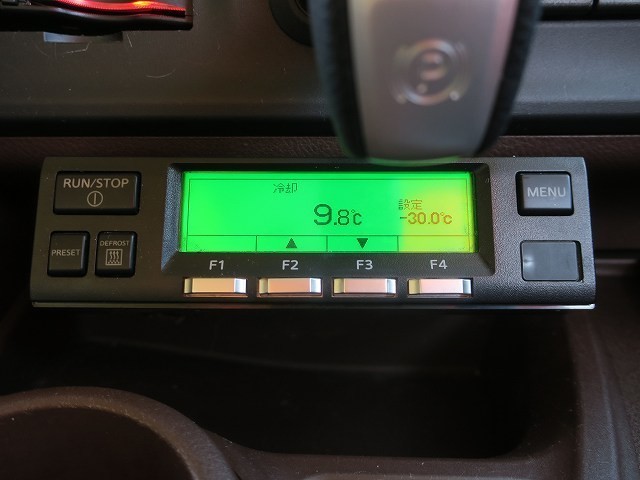 RUN/STOP
冷却
設定
9.8℃
-30.0℃
MENU
PRESET
DEFROST
▲
▼
F1
F2
F3
F4